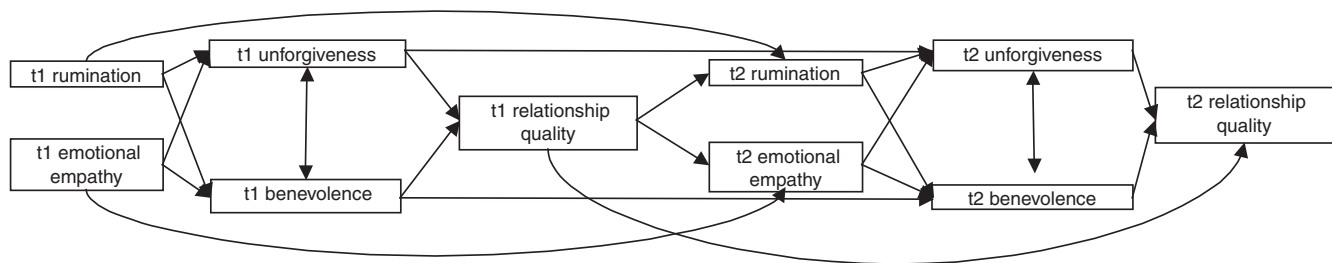 t1 rumination
t1 emotional
empathy
t1 unforgiveness
t1 benevolence
t1 relationship
quality
t2 rumination
t2 emotional
empathy
t2 unforgiveness
t2 benevolence
t2 relationship
quality